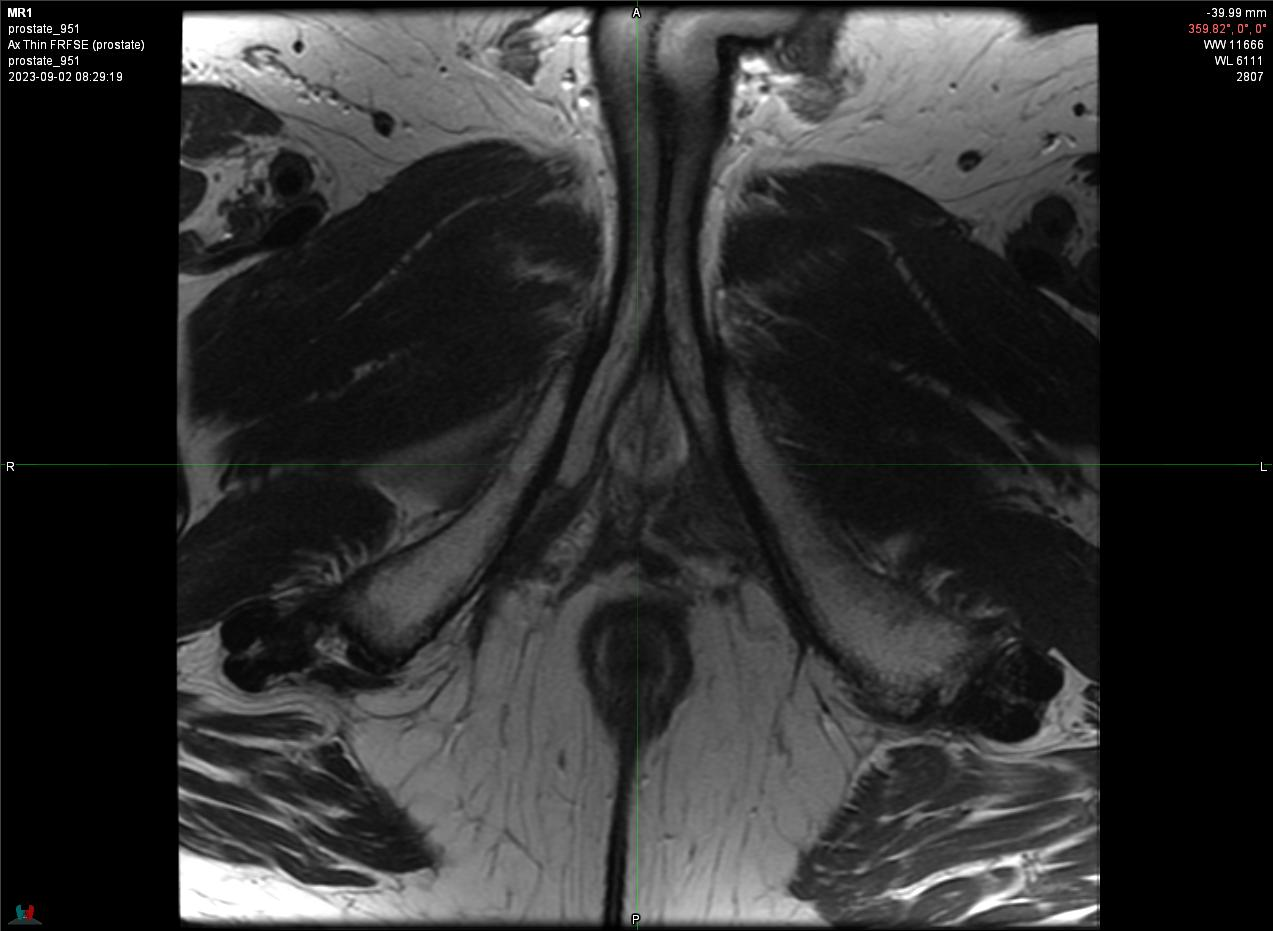 MR1
prostate_951
Ax Thin FRFSE (prostate)
prostate_951
2023-09-02 08:29:19
A
-39.99 mm
359.82°, 0°, 0°
WW 11666
WL 6111
2807
R
L
P